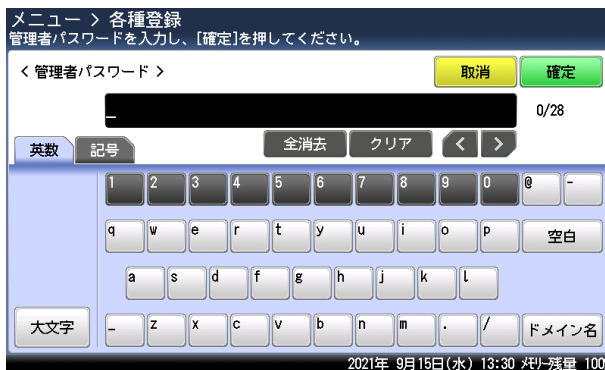 メニュー > 各種登録
管理者パスワードを入力し、[確定]を押してください。
< 管理者パスワード > 取消 確定
_ 0/28
英数 記号 全消去 クリア < >
1 2 3 4 5 6 7 8 9 0 @ -
q w e r t y u i o p 空白
a s d f g h j k l
大文字 _ z x c v b n m . / ドメイン名
2021年 9月15日(水) 13:30 メモリー残量 100